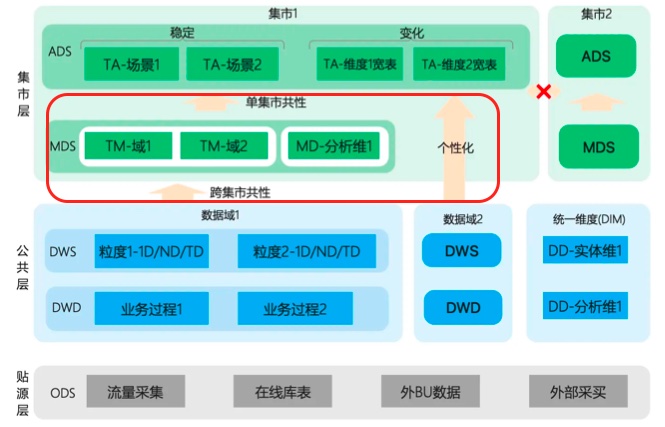 集市1
集市2
稳定
变化
ADS
TA-场景1
TA-场景2
TA-维度1宽表
TA-维度2宽表
ADS
集市层
单集市共性
MDS
TM-域1
TM-域2
MD-分析维1
个性化
MDS
跨集市共性
数据域1
数据域2
统一维度(DIM)
公共层
DWS
粒度1-1D/ND/TD
粒度2-1D/ND/TD
DWS
DD-实体维1
DWD
业务过程1
业务过程2
DWD
DD-分析维1
贴源层
ODS
流量采集
在线库表
外BU数据
外部采买